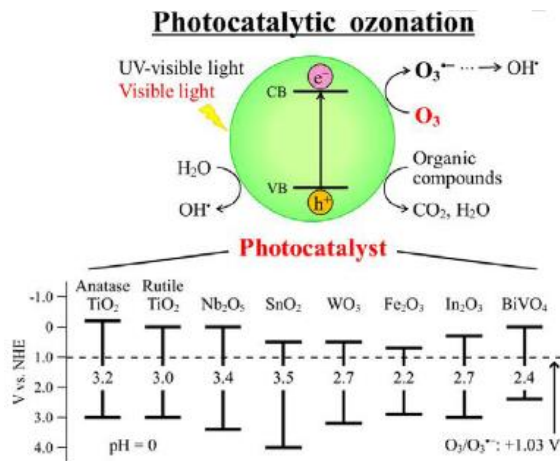 Photocatalytic ozonation
UV-visible light
Visible light
CB
e⁻
O₃•⁻ ··· → OH•
O₃
H₂O
OH•
VB
h⁺
Organic
compounds
CO₂, H₂O
Photocatalyst
Anatase TiO₂
Rutile TiO₂
Nb₂O₅
SnO₂
WO₃
Fe₂O₃
In₂O₃
BiVO₄
V vs. NHE
-1.0
0
1.0
2.0
3.0
4.0
3.2
3.0
3.4
3.5
2.7
2.2
2.7
2.4
pH = 0
O₃/O₃•⁻: +1.03 V